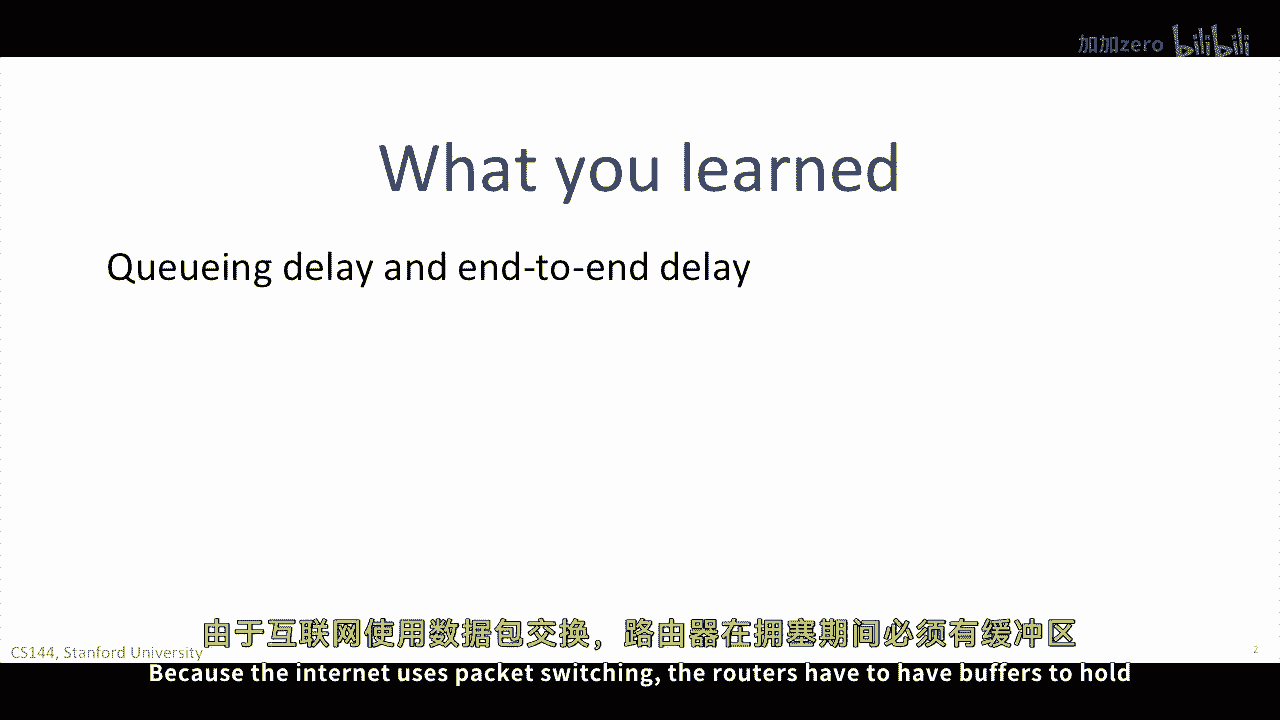 加加zero bilibili
What you learned
Queueing delay and end-to-end delay
由于互联网使用数据包交换，路由器在拥塞期间必须有缓冲区
CS144, Stanford University
2
Because the internet uses packet switching, the routers have to have buffers to hold